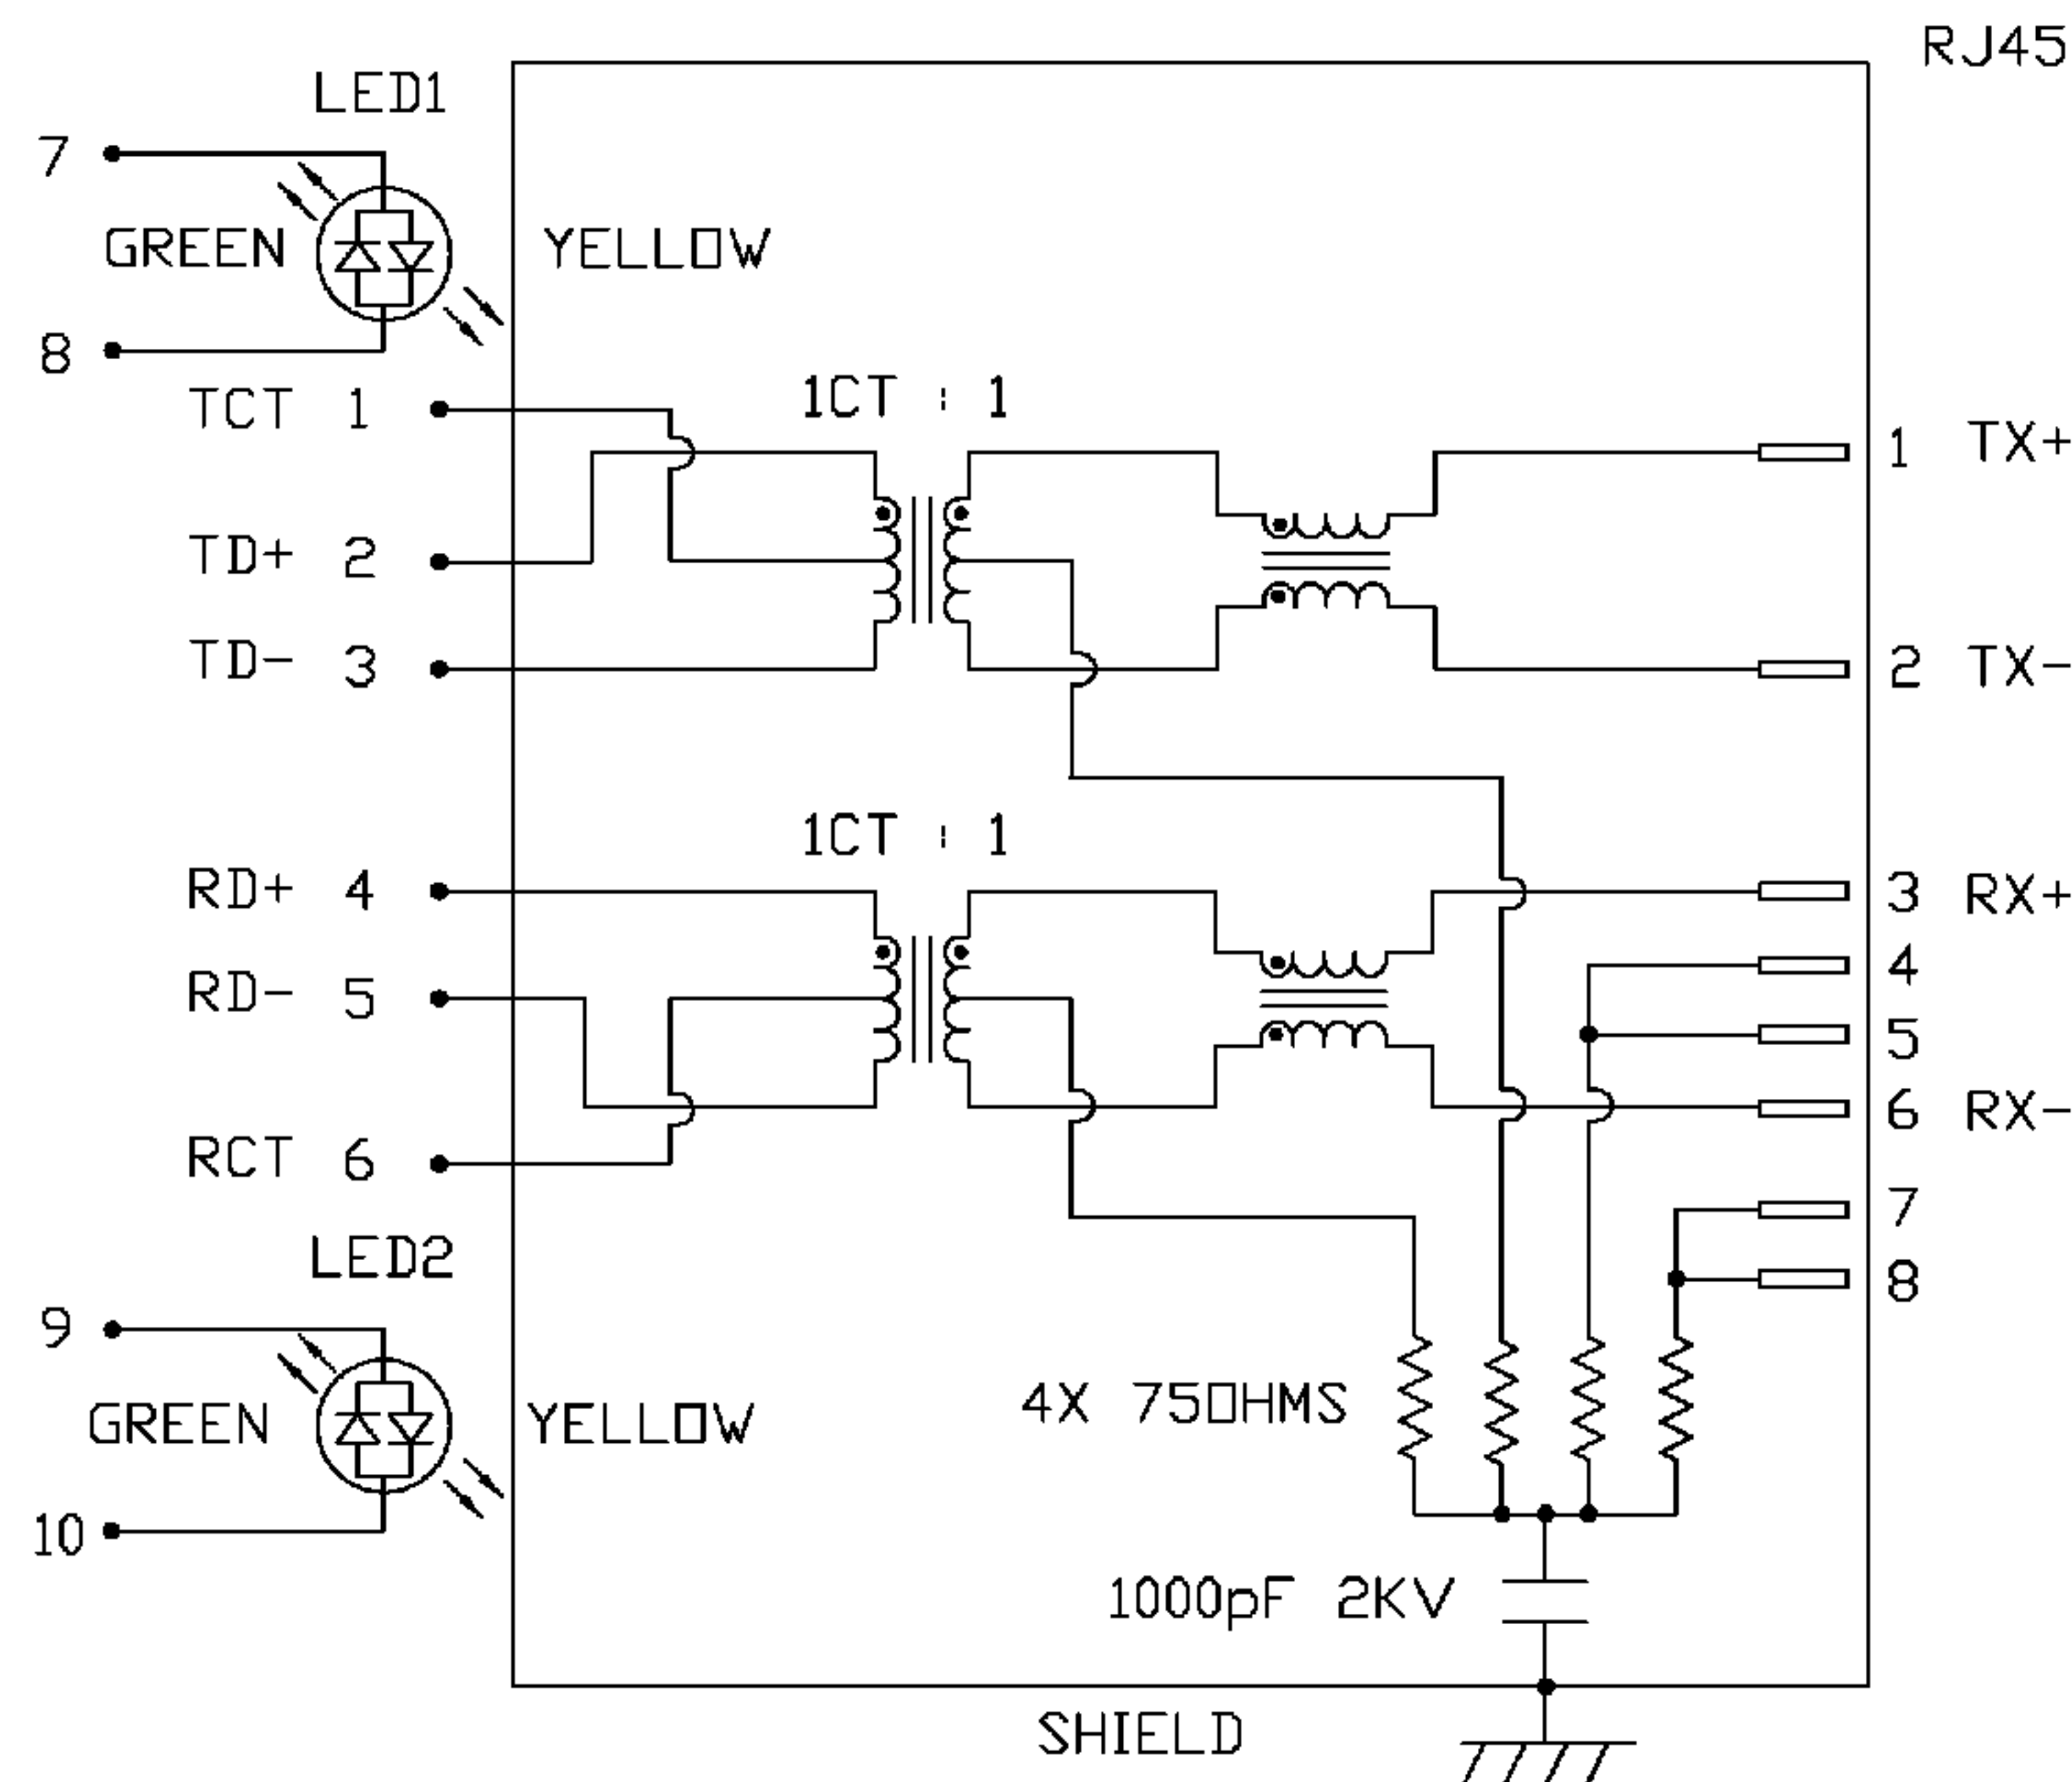 RJ45
LED1
7
GREEN YELLOW
8
TCT 1
1CT : 1
1 TX+
TD+ 2
TD- 3
2 TX-
1CT : 1
RD+ 4
3 RX+
4
RD- 5
5
6 RX-
RCT 6
7
LED2
8
9
4X 75OHMS
GREEN YELLOW
10
1000pF 2KV
SHIELD